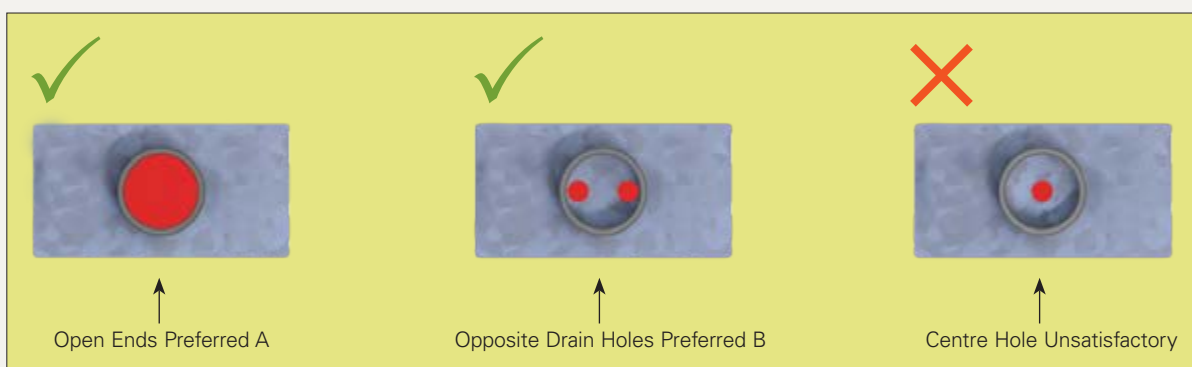 Open Ends Preferred A
Opposite Drain Holes Preferred B
Centre Hole Unsatisfactory